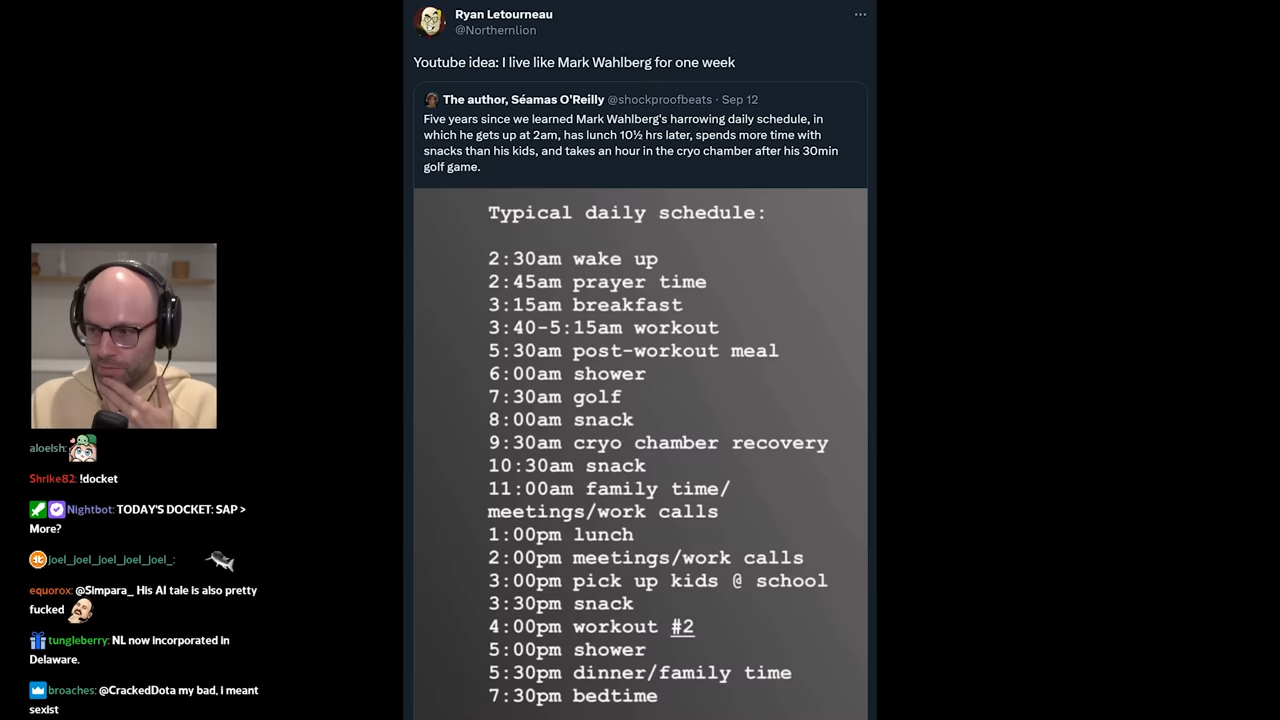 Ryan Letourneau
@Northernlion
Youtube idea: I live like Mark Wahlberg for one week
The author, Séamas O'Reilly @shockproofbeats · Sep 12
Five years since we learned Mark Wahlberg's harrowing daily schedule, in
which he gets up at 2am, has lunch 10½ hrs later, spends more time with
snacks than his kids, and takes an hour in the cryo chamber after his 30min
golf game.
Typical daily schedule:
2:30am wake up
2:45am prayer time
3:15am breakfast
3:40-5:15am workout
5:30am post-workout meal
6:00am shower
7:30am golf
8:00am snack
9:30am cryo chamber recovery
10:30am snack
11:00am family time/
meetings/work calls
1:00pm lunch
2:00pm meetings/work calls
3:00pm pick up kids @ school
3:30pm snack
4:00pm workout #2
5:00pm shower
5:30pm dinner/family time
7:30pm bedtime
aloeish:
Shrike82: !docket
Nightbot: TODAY'S DOCKET: SAP >
More?
joel_joel_joel_joel_joel_:
equorox: @Simpara_ His AI tale is also pretty
fucked
tungleberry: NL now incorporated in
Delaware.
broaches: @CrackedDota my bad, i meant
sexist